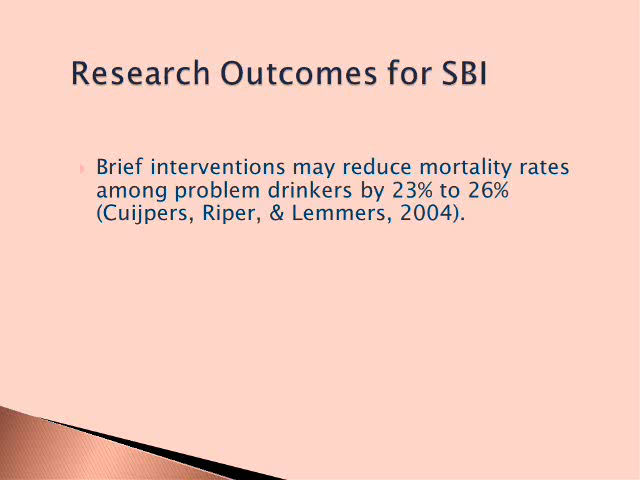 Research Outcomes for SBI
Brief interventions may reduce mortality rates
among problem drinkers by 23% to 26%
(Cuijpers, Riper, & Lemmers, 2004).